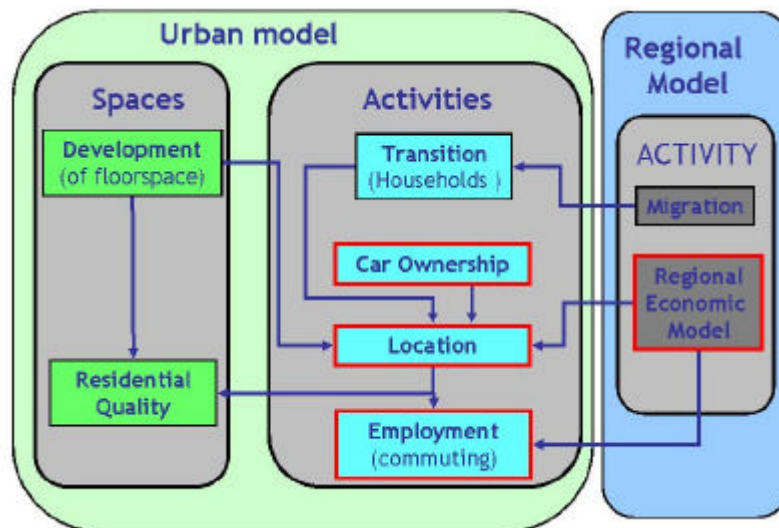 Urban model
Spaces
Development
(of floorspace)
Residential
Quality
Activities
Transition
(Households )
Car Ownership
Location
Employment
(commuting)
Regional
Model
ACTIVITY
Migration
Regional
Economic
Model